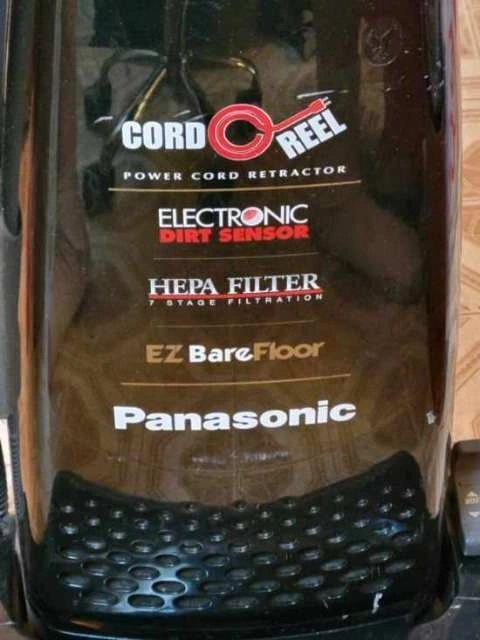 CORD REEL
POWER CORD RETRACTOR
ELECTRONIC
DIRT SENSOR
HEPA FILTER
7 STAGE FILTRATION
EZ BareFloor
Panasonic